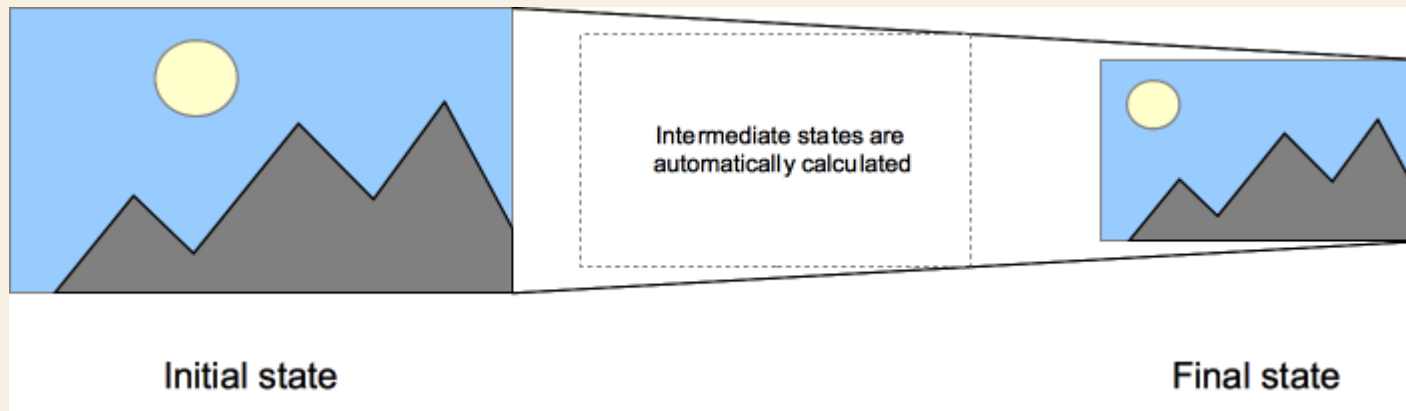 Intermediate states are
automatically calculated
Initial state
Final state